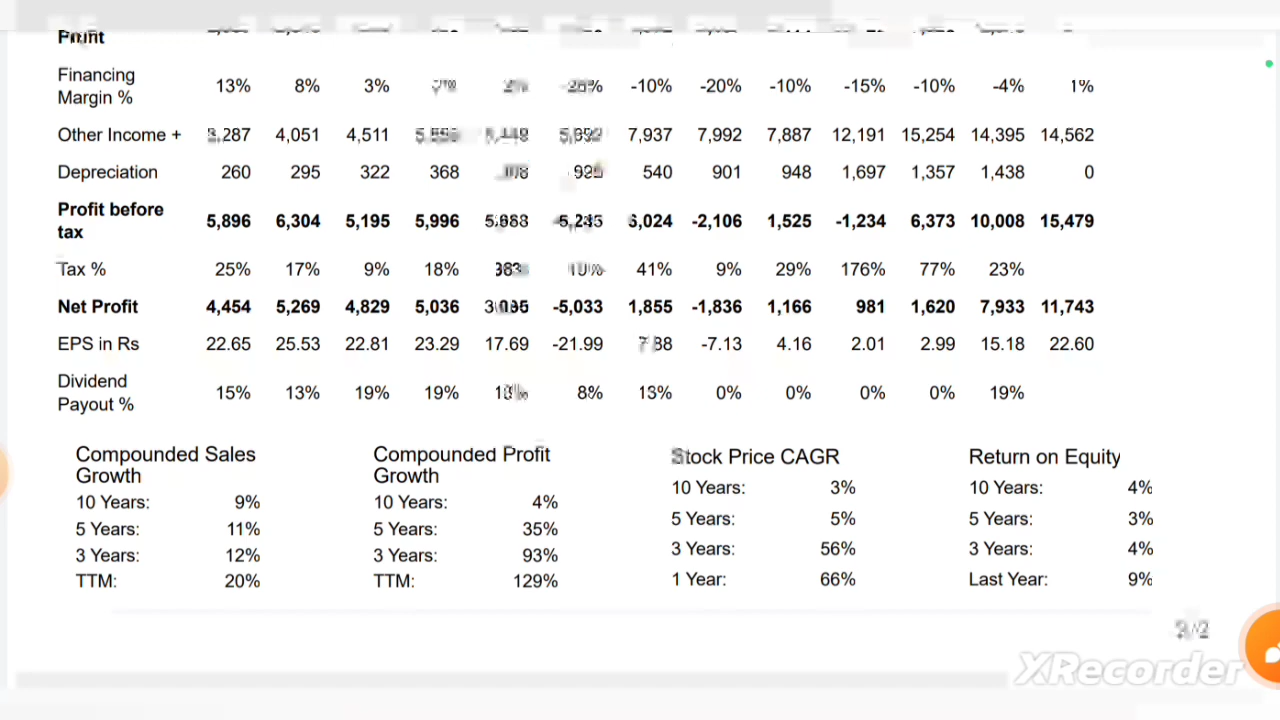 Profit
Financing
Margin % 13% 8% 3% -10% -20% -10% -15% -10% -4% 1%
Other Income + 3,287 4,051 4,511 7,937 7,992 7,887 12,191 15,254 14,395 14,562
Depreciation 260 295 322 368 540 901 948 1,697 1,357 1,438 0
Profit before
tax 5,896 6,304 5,195 5,996 6,024 -2,106 1,525 -1,234 6,373 10,008 15,479
Tax % 25% 17% 9% 18% 41% 9% 29% 176% 77% 23%
Net Profit 4,454 5,269 4,829 5,036 -5,033 1,855 -1,836 1,166 981 1,620 7,933 11,743
EPS in Rs 22.65 25.53 22.81 23.29 17.69 -21.99 -7.13 4.16 2.01 2.99 15.18 22.60
Dividend
Payout % 15% 13% 19% 19% 8% 13% 0% 0% 0% 0% 19%
Compounded Sales
Growth
10 Years: 9%
5 Years: 11%
3 Years: 12%
TTM: 20%
Compounded Profit
Growth
10 Years: 4%
5 Years: 35%
3 Years: 93%
TTM: 129%
Stock Price CAGR
10 Years: 3%
5 Years: 5%
3 Years: 56%
1 Year: 66%
Return on Equity
10 Years: 4%
5 Years: 3%
3 Years: 4%
Last Year: 9%
XRecorder